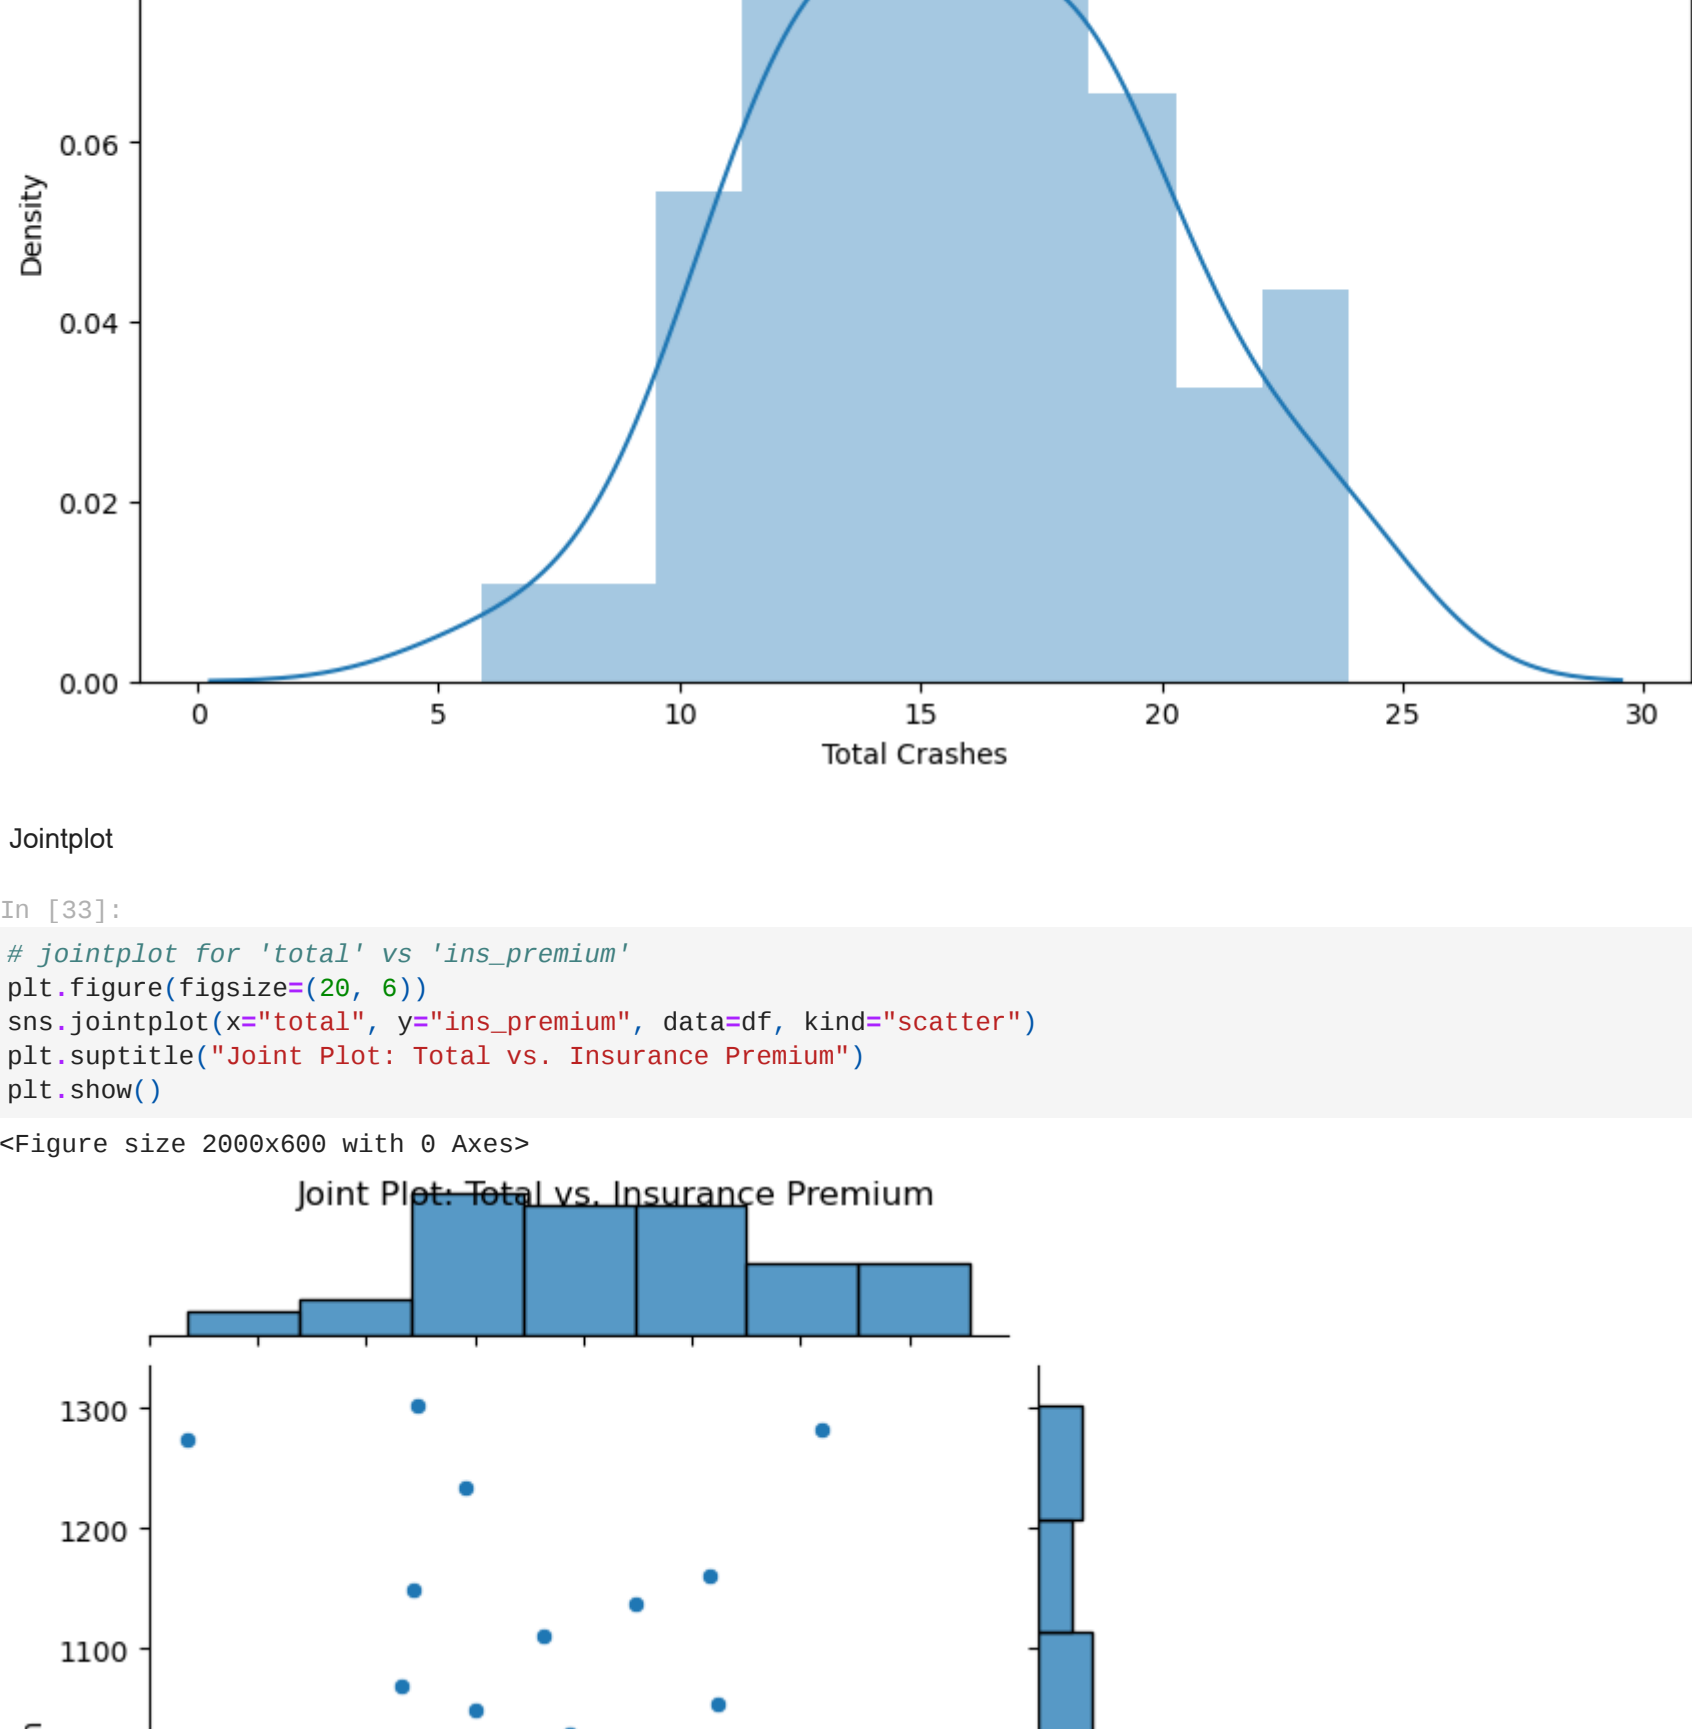 0.06
0.04
0.02
0.00
Density
0 5 10 15 20 25 30
Total Crashes
Jointplot
In [33]:
# jointplot for 'total' vs 'ins_premium'
plt.figure(figsize=(20, 6))
sns.jointplot(x="total", y="ins_premium", data=df, kind="scatter")
plt.suptitle("Joint Plot: Total vs. Insurance Premium")
plt.show()
<Figure size 2000x600 with 0 Axes>
Joint Plot: Total vs. Insurance Premium
1300
1200
1100